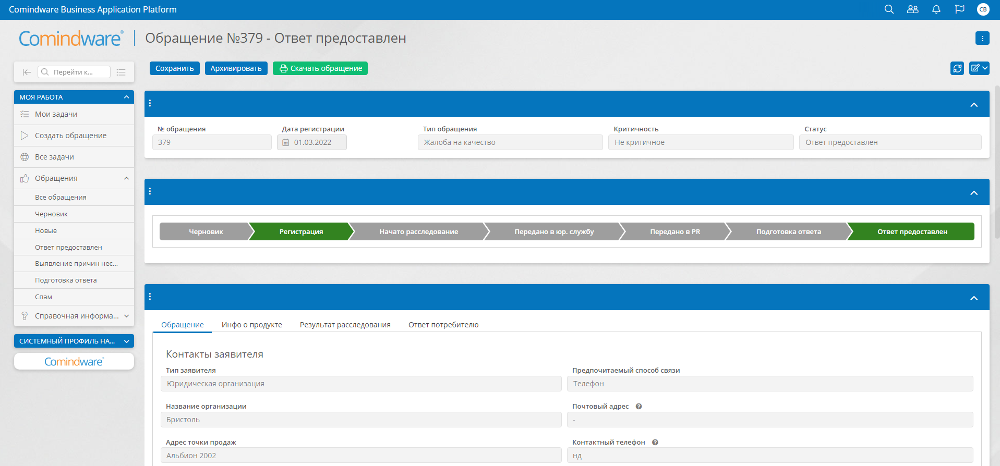 Comindware Business Application Platform
CB
Comindware®
Обращение №379 - Ответ предоставлен
Перейти к...
Сохранить
Архивировать
Скачать обращение
МОЯ РАБОТА
Мои задачи
Создать обращение
Все задачи
Обращения
Все обращения
Черновик
Новые
Ответ предоставлен
Выявление причин нес...
Подготовка ответа
Спам
Справочная информа...
СИСТЕМНЫЙ ПРОФИЛЬ НА...
Comindware®
№ обращения
Дата регистрации
Тип обращения
Критичность
Статус
379
01.03.2022
Жалоба на качество
Не критичное
Ответ предоставлен
Черновик
Регистрация
Начато расследование
Передано в юр. службу
Передано в PR
Подготовка ответа
Ответ предоставлен
Обращение
Инфо о продукте
Результат расследования
Ответ потребителю
Контакты заявителя
Тип заявителя
Предпочитаемый способ связи
Юридическая организация
Телефон
Название организации
Почтовый адрес
Бристоль
-
Адрес точки продаж
Контактный телефон
Альбион 2002
нд